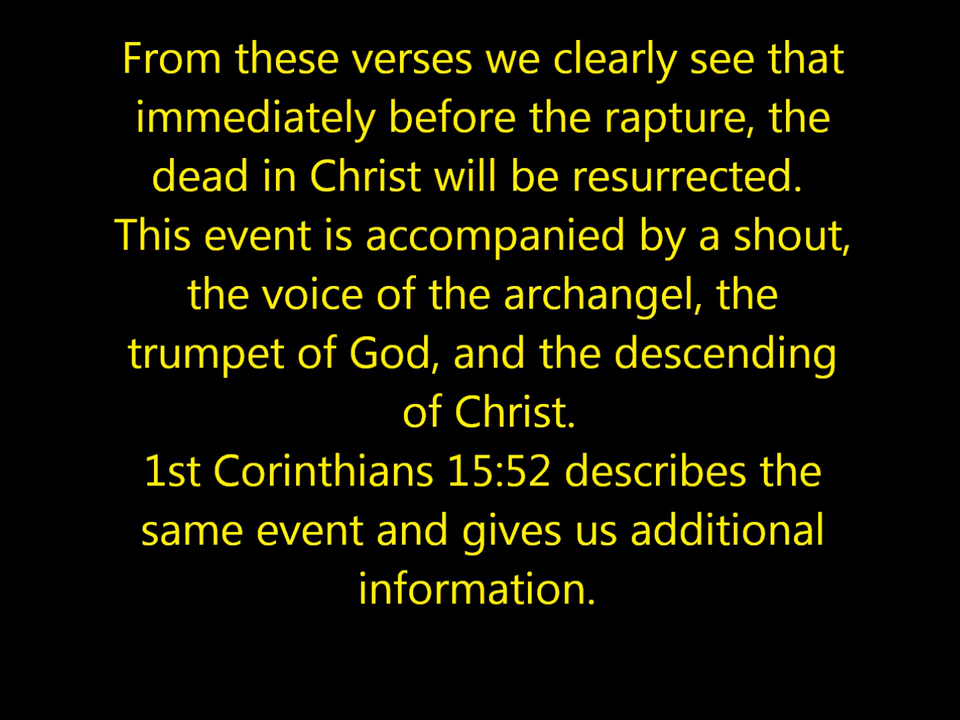 From these verses we clearly see that
immediately before the rapture, the
dead in Christ will be resurrected.
This event is accompanied by a shout,
the voice of the archangel, the
trumpet of God, and the descending
of Christ.
1st Corinthians 15:52 describes the
same event and gives us additional
information.